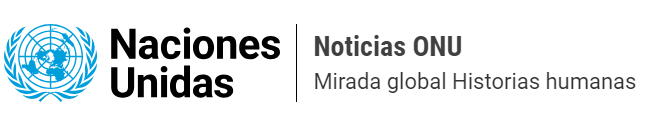 Naciones
Unidas
Noticias ONU
Mirada global Historias humanas